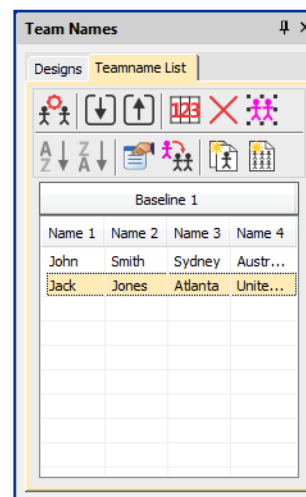 Team Names
Designs Teamname List
123
A Z Z A
Baseline 1
Name 1 Name 2 Name 3 Name 4
John Smith Sydney Austr...
Jack Jones Atlanta Unite...